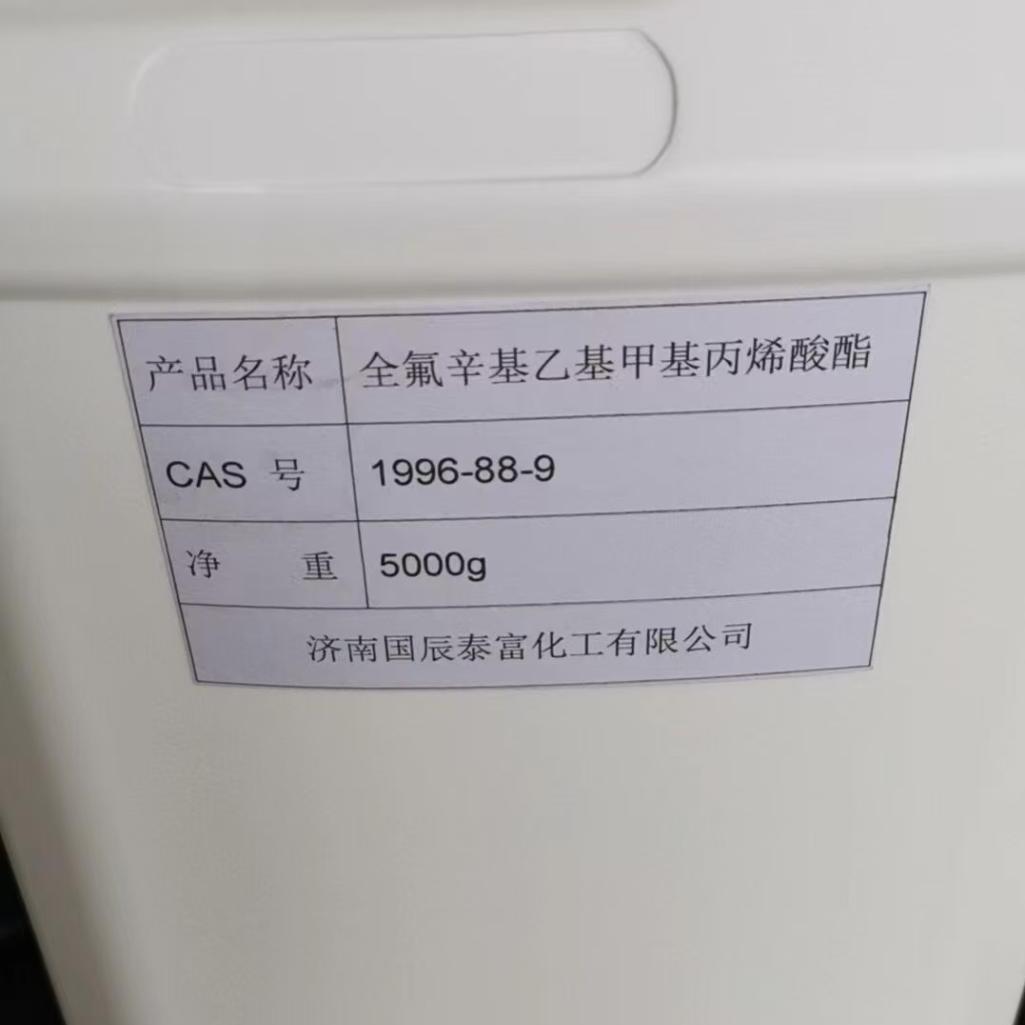 产品名称 全氟辛基乙基甲基丙烯酸酯
CAS 号 1996-88-9
净 重 5000g
济南国辰泰富化工有限公司